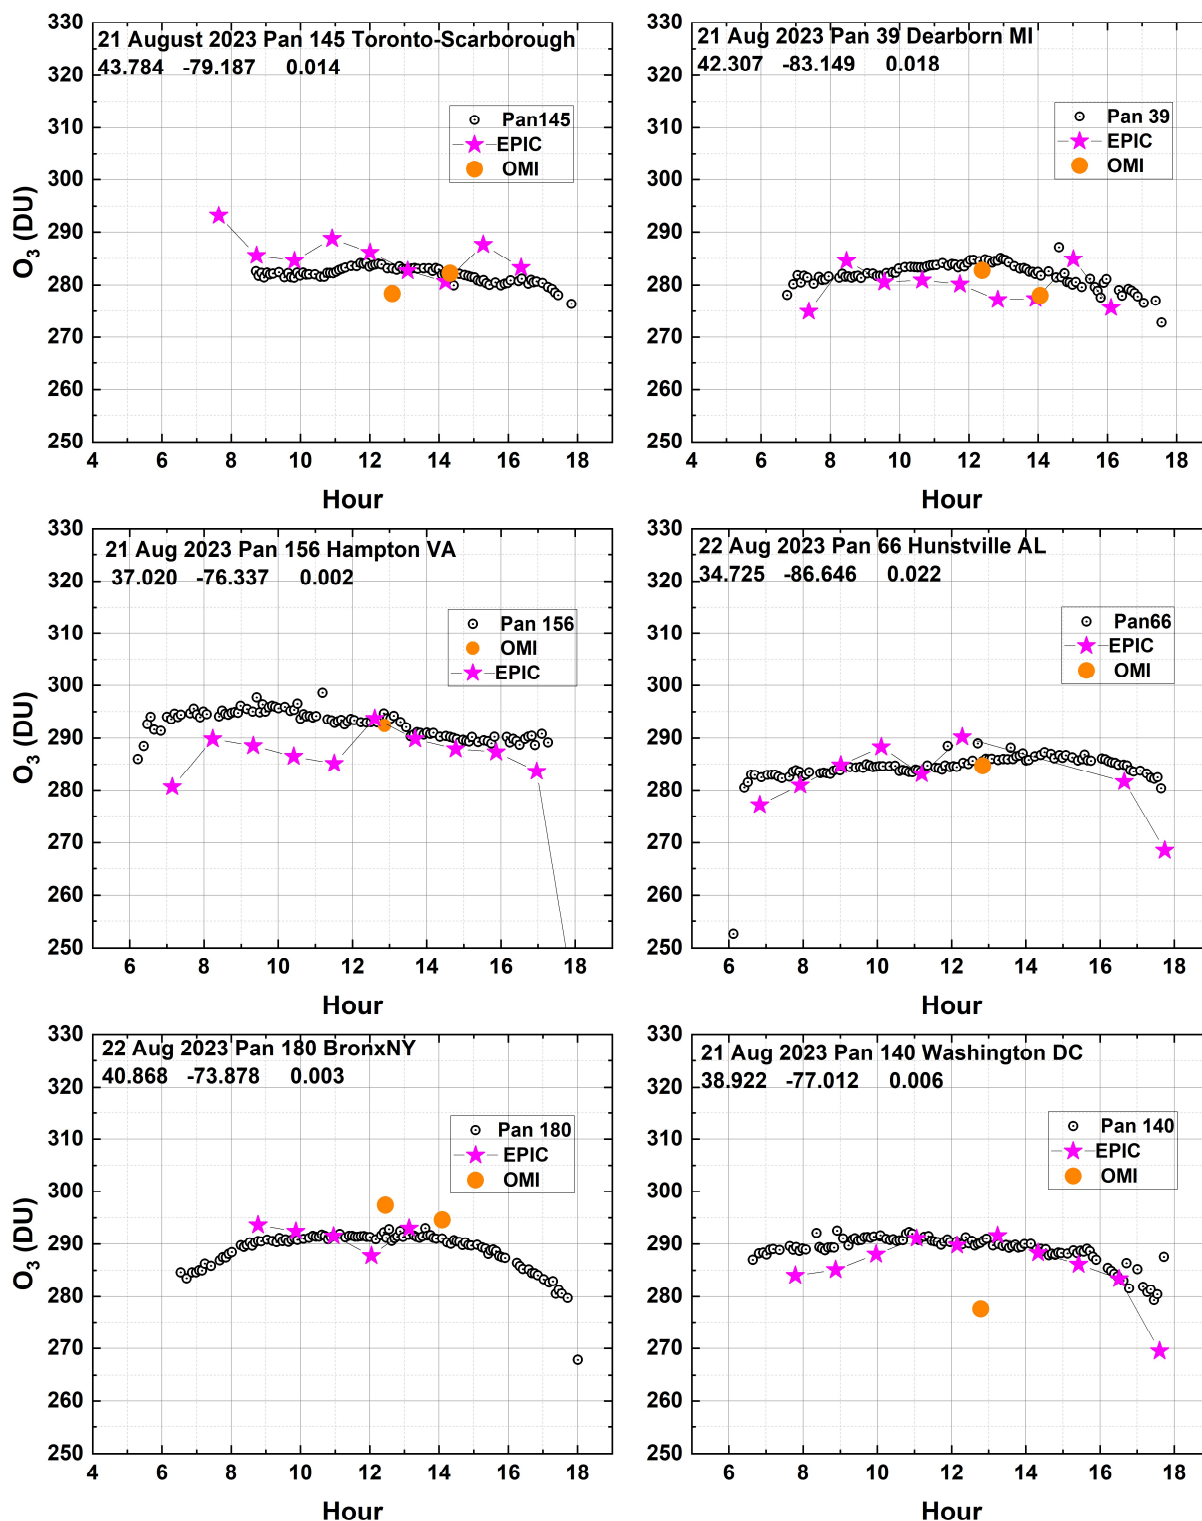 21 August 2023 Pan 145 Toronto-Scarborough
43.784 -79.187 0.014
Pan145
EPIC
OMI
O3 (DU)
330
320
310
300
290
280
270
260
250
4 6 8 10 12 14 16 18
Hour
21 Aug 2023 Pan 39 Dearborn MI
42.307 -83.149 0.018
Pan 39
EPIC
OMI
330
320
310
300
290
280
270
260
250
4 6 8 10 12 14 16 18
Hour
21 Aug 2023 Pan 156 Hampton VA
37.020 -76.337 0.002
Pan 156
OMI
EPIC
O3 (DU)
330
320
310
300
290
280
270
260
250
6 8 10 12 14 16 18
Hour
22 Aug 2023 Pan 66 Hunstville AL
34.725 -86.646 0.022
Pan66
EPIC
OMI
330
320
310
300
290
280
270
260
250
6 8 10 12 14 16 18
Hour
22 Aug 2023 Pan 180 BronxNY
40.868 -73.878 0.003
Pan 180
EPIC
OMI
O3 (DU)
330
320
310
300
290
280
270
260
250
4 6 8 10 12 14 16 18
Hour
21 Aug 2023 Pan 140 Washington DC
38.922 -77.012 0.006
Pan 140
EPIC
OMI
330
320
310
300
290
280
270
260
250
6 8 10 12 14 16 18
Hour